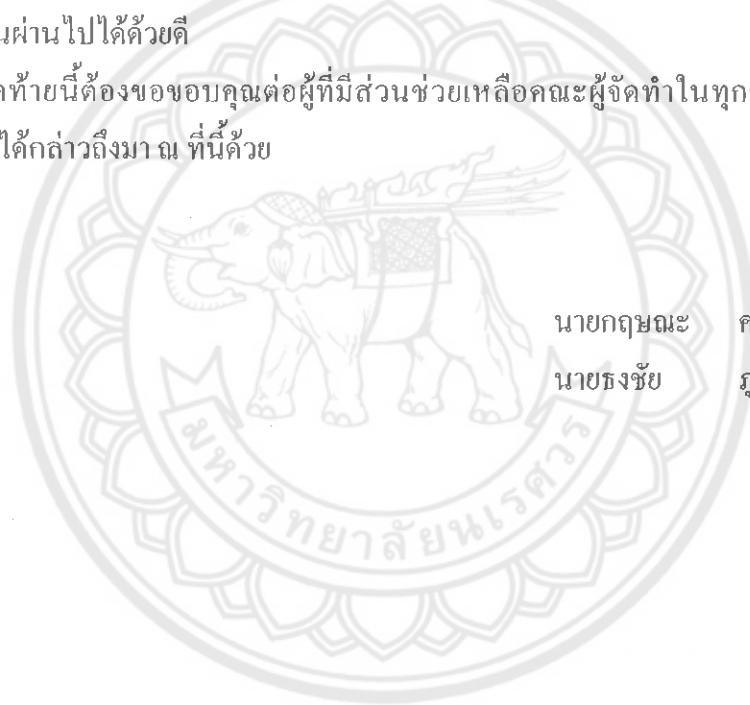 นผ่านไปได้ด้วยดี
ท้ายนี้ต้องขอขอบคุณต่อผู้ที่มีส่วนช่วยเหลือคณะผู้จัดทำในทุก
ได้กล่าวถึงมา ณ ที่นี้ด้วย
นายกฤษณะ
นายธงชัย
มหาวิทยาลัยนเรศวร